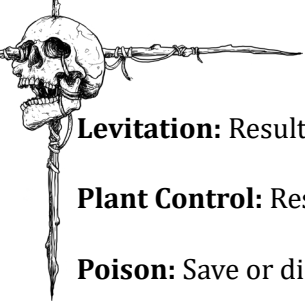 Levitation: Result
Plant Control: Res
Poison: Save or di